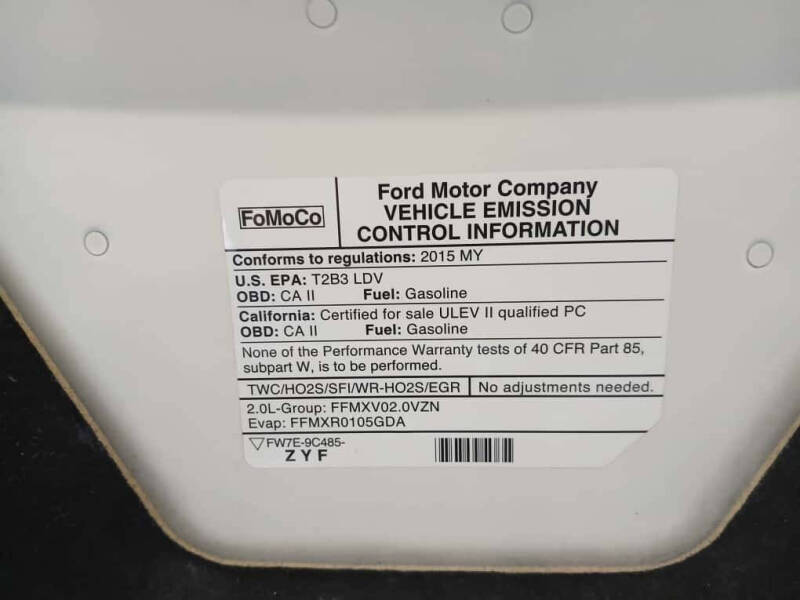 FoMoCo
Ford Motor Company
VEHICLE EMISSION
CONTROL INFORMATION
Conforms to regulations: 2015 MY
U.S. EPA: T2B3 LDV
OBD: CA II Fuel: Gasoline
California: Certified for sale ULEV II qualified PC
OBD: CA II Fuel: Gasoline
None of the Performance Warranty tests of 40 CFR Part 85,
subpart W, is to be performed.
TWC/HO2S/SFI/WR-HO2S/EGR No adjustments needed.
2.0L-Group: FFMXV02.0VZN
Evap: FFMXR0105GDA
FW7E-9C485-
ZYF